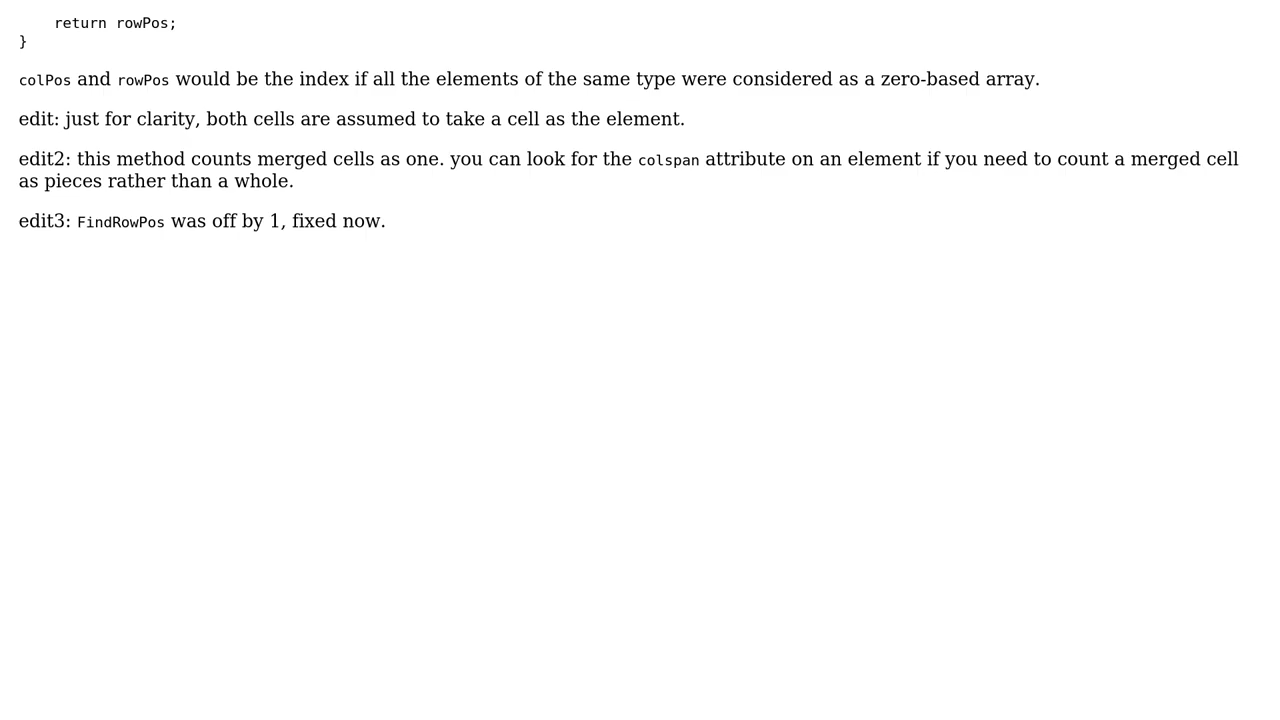 return rowPos;
}
colPos and rowPos would be the index if all the elements of the same type were considered as a zero-based array.
edit: just for clarity, both cells are assumed to take a cell as the element.
edit2: this method counts merged cells as one. you can look for the colspan attribute on an element if you need to count a merged cell
as pieces rather than a whole.
edit3: FindRowPos was off by 1, fixed now.